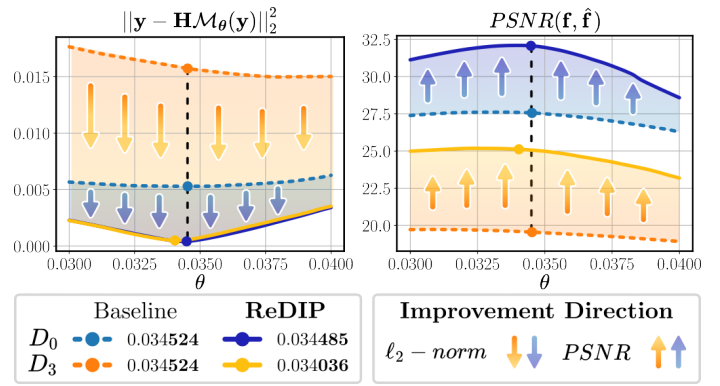 ||y − HM_θ(y)||²₂
PSNR(f, f̂)
0.015
0.010
0.005
0.000
0.0300 0.0325 0.0350 0.0375 0.0400
θ
32.5
30.0
27.5
25.0
22.5
20.0
0.0300 0.0325 0.0350 0.0375 0.0400
θ
Baseline ReDIP
D₀ 0.034524 0.034485
D₃ 0.034524 0.034036
Improvement Direction
ℓ₂ − norm PSNR